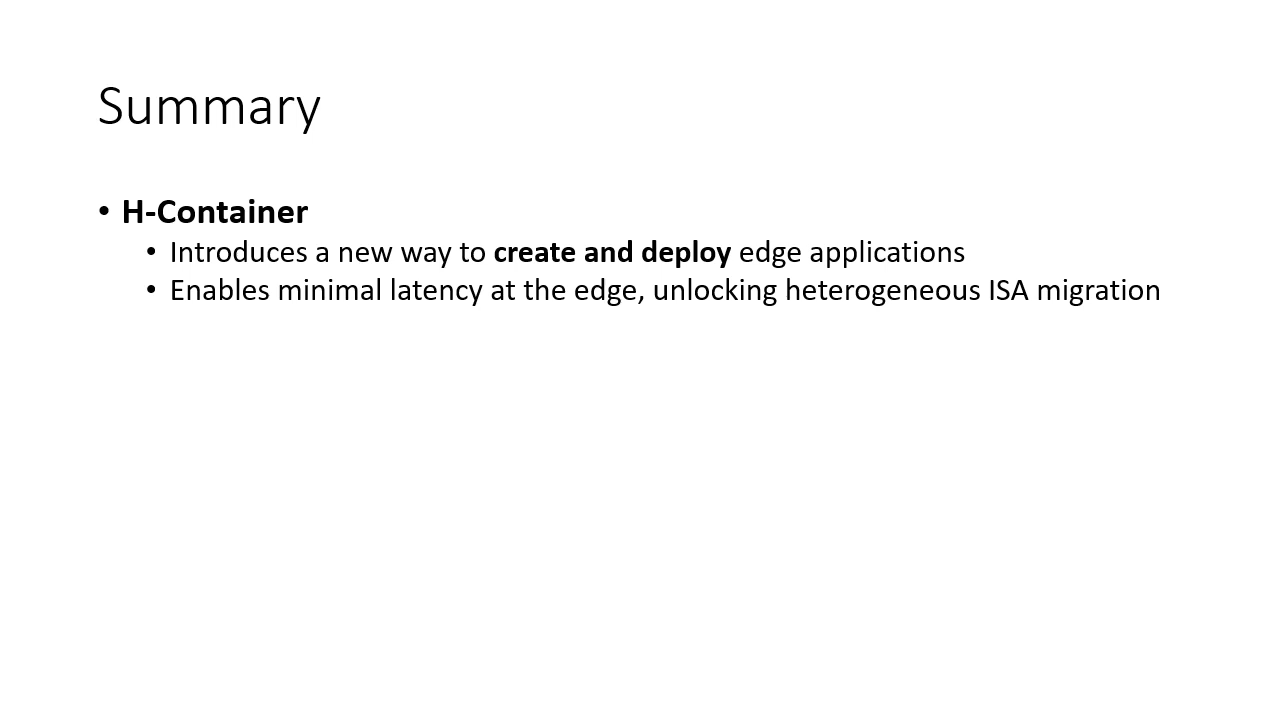 Summary
• H-Container
• Introduces a new way to create and deploy edge applications
• Enables minimal latency at the edge, unlocking heterogeneous ISA migration